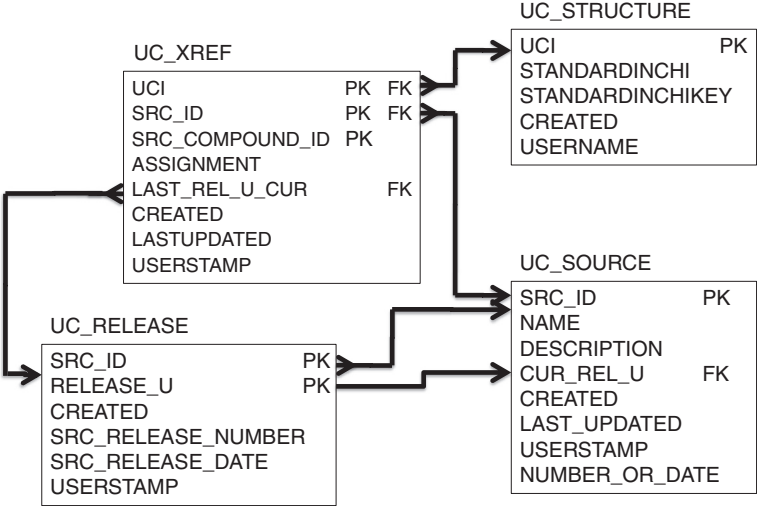 UC_STRUCTURE
UCI PK
STANDARDINCHI
STANDARDINCHIKEY
CREATED
USERNAME
UC_XREF
UCI PK FK
SRC_ID PK FK
SRC_COMPOUND_ID PK
ASSIGNMENT
LAST_REL_U_CUR FK
CREATED
LASTUPDATED
USERSTAMP
UC_SOURCE
SRC_ID PK
NAME
DESCRIPTION
CUR_REL_U FK
CREATED
LAST_UPDATED
USERSTAMP
NUMBER_OR_DATE
UC_RELEASE
SRC_ID PK
RELEASE_U PK
CREATED
SRC_RELEASE_NUMBER
SRC_RELEASE_DATE
USERSTAMP